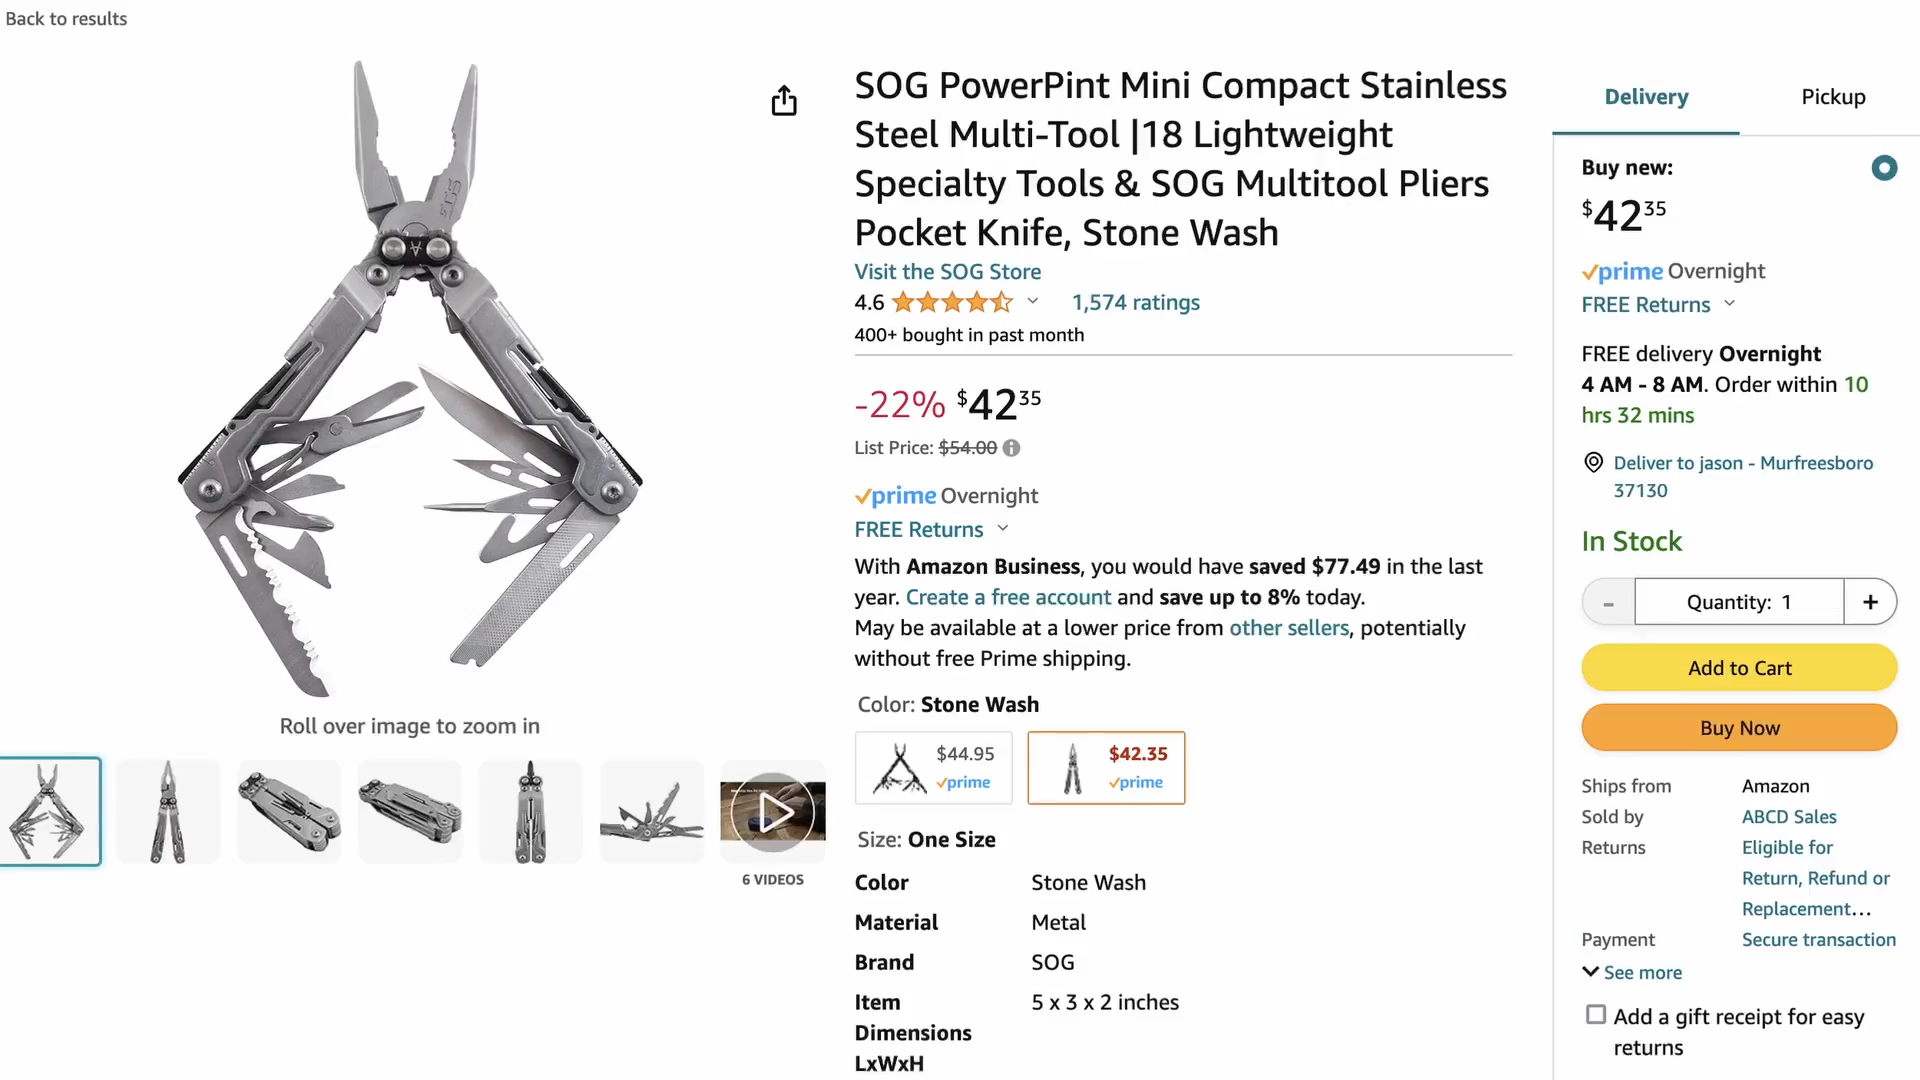 Back to results
SOG
SOG PowerPint Mini Compact Stainless
Steel Multi-Tool |18 Lightweight
Specialty Tools & SOG Multitool Pliers
Pocket Knife, Stone Wash
Visit the SOG Store
4.6 1,574 ratings
400+ bought in past month
-22% $42 35
List Price: $54.00
prime Overnight
FREE Returns
With Amazon Business, you would have saved $77.49 in the last
year. Create a free account and save up to 8% today.
May be available at a lower price from other sellers, potentially
without free Prime shipping.
Color: Stone Wash
$44.95
prime
$42.35
prime
Size: One Size
Color Stone Wash
Material Metal
Brand SOG
Item 5 x 3 x 2 inches
Dimensions
LxWxH
Roll over image to zoom in
6 VIDEOS
Delivery Pickup
Buy new:
$42 35
prime Overnight
FREE Returns
FREE delivery Overnight
4 AM - 8 AM. Order within 10
hrs 32 mins
Deliver to jason - Murfreesboro
37130
In Stock
- Quantity: 1 +
Add to Cart
Buy Now
Ships from Amazon
Sold by ABCD Sales
Returns Eligible for
Return, Refund or
Replacement...
Payment Secure transaction
See more
Add a gift receipt for easy
returns